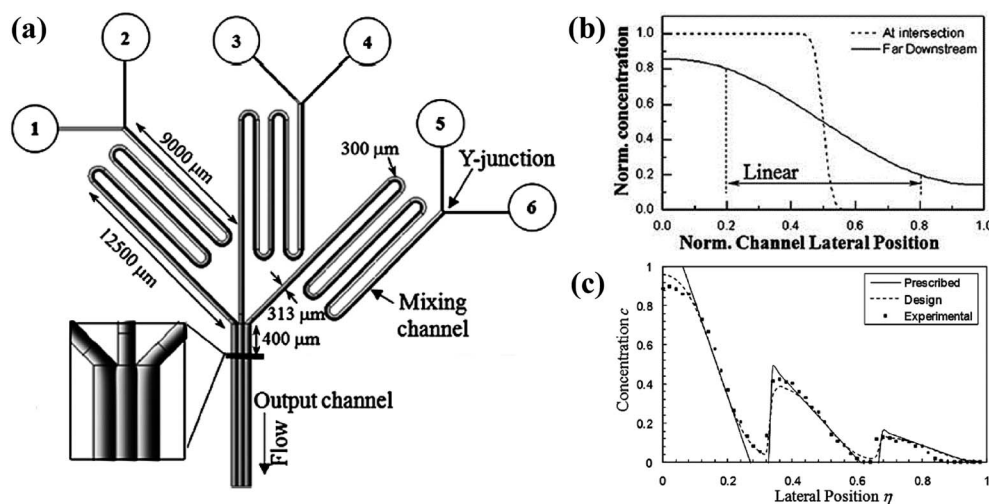 (a)
1
2
3
4
5
6
9000 µm
12500µm
300 µm
Y-junction
Mixing
channel
313 µm
400 µm
Output channel
Flow
(b)
At intersection
Far Downstream
Norm. concentration
1.0
0.8
0.6
0.4
0.2
0.0
Linear
0.0 0.2 0.4 0.6 0.8 1.0
Norm. Channel Lateral Position
(c)
Prescribed
Design
Experimental
Concentration c
1
0.8
0.6
0.4
0.2
0
0 0.2 0.4 0.6 0.8 1
Lateral Position η